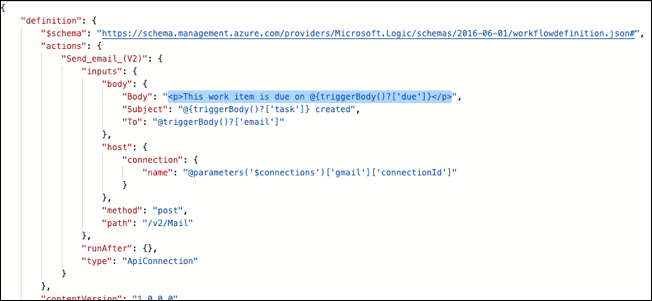 {
"definition": {
"$schema": "https://schema.management.azure.com/providers/Microsoft.Logic/schemas/2016-06-01/workflowdefinition.json#",
"actions": {
"Send_email_(V2)": {
"inputs": {
"body": {
"Body": "<p>This work item is due on @{triggerBody()?['due']}</p>",
"Subject": "@{triggerBody()?['task']} created",
"To": "@triggerBody()?['email']"
},
"host": {
"connection": {
"name": "@parameters('$connections')['gmail']['connectionId']"
}
},
"method": "post",
"path": "/v2/Mail"
},
"runAfter": {},
"type": "ApiConnection"
}
},
"contentVersion": "1.0.0.0"